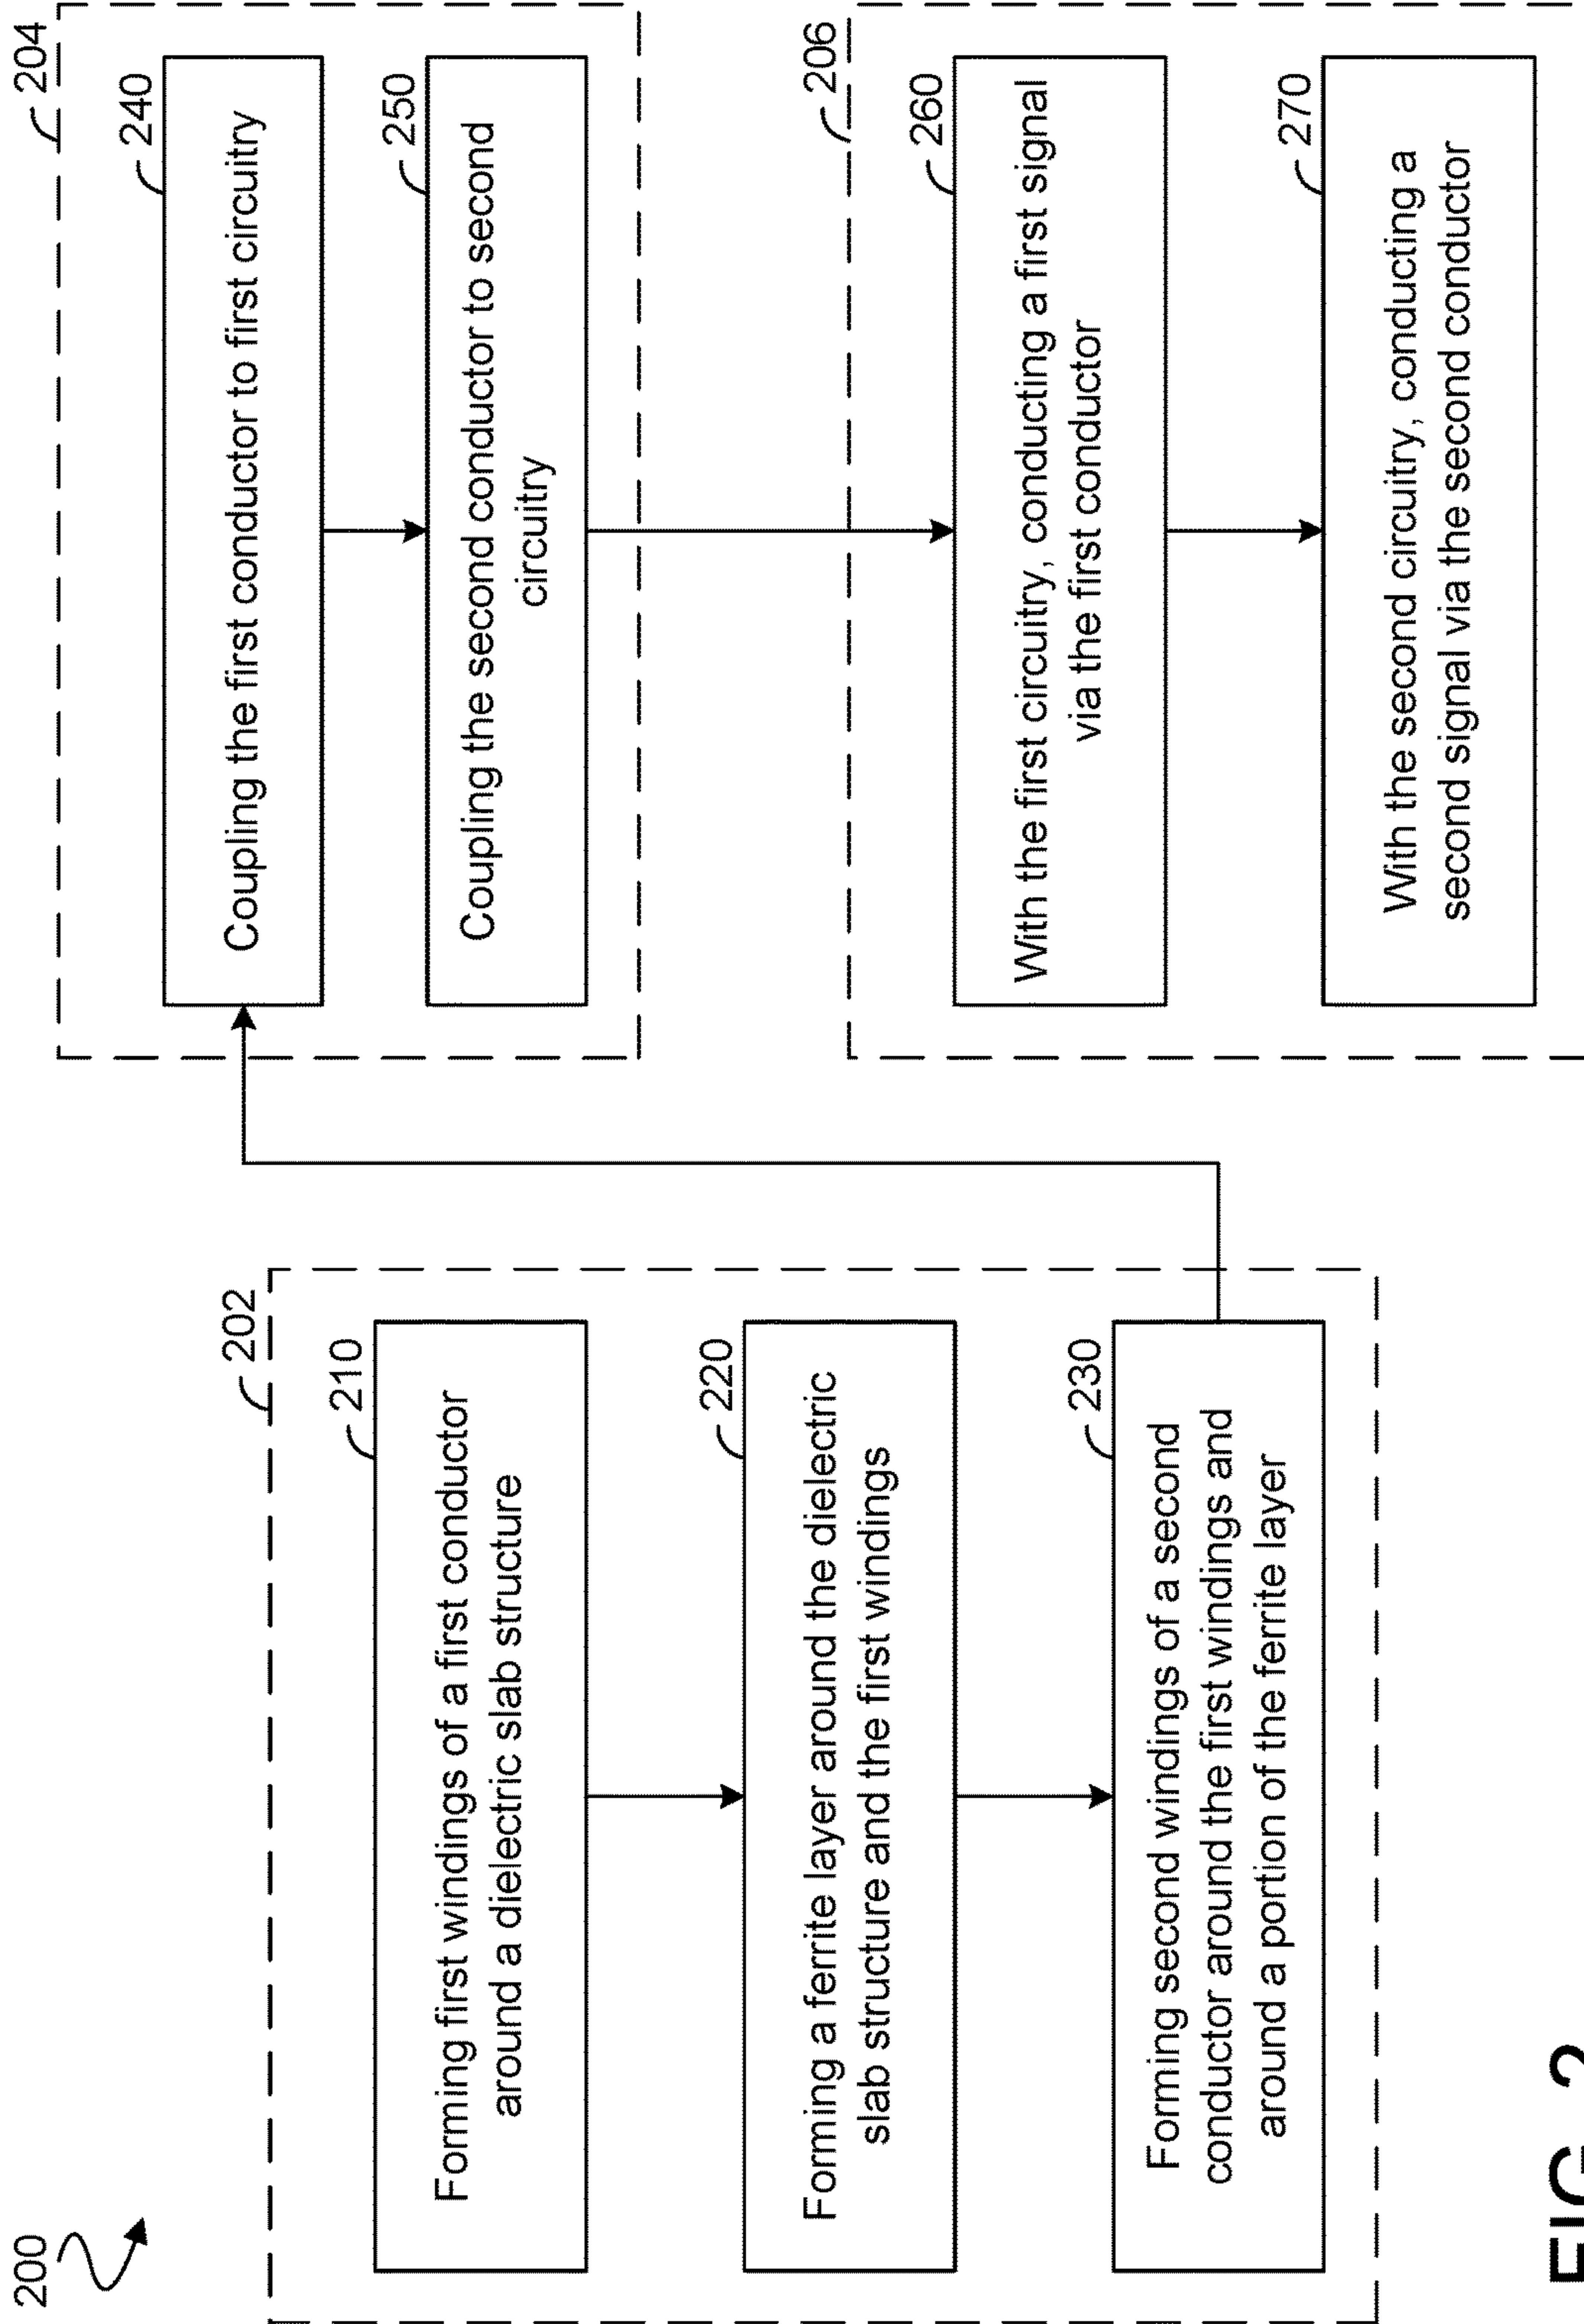 200
202
210
Forming first windings of a first conductor
around a dielectric slab structure
220
Forming a ferrite layer around the dielectric
slab structure and the first windings
230
Forming second windings of a second
conductor around the first windings and
around a portion of the ferrite layer
204
240
Coupling the first conductor to first circuitry
250
Coupling the second conductor to second
circuitry
206
260
With the first circuitry, conducting a first signal
via the first conductor
270
With the second circuitry, conducting a
second signal via the second conductor
FIG. 2